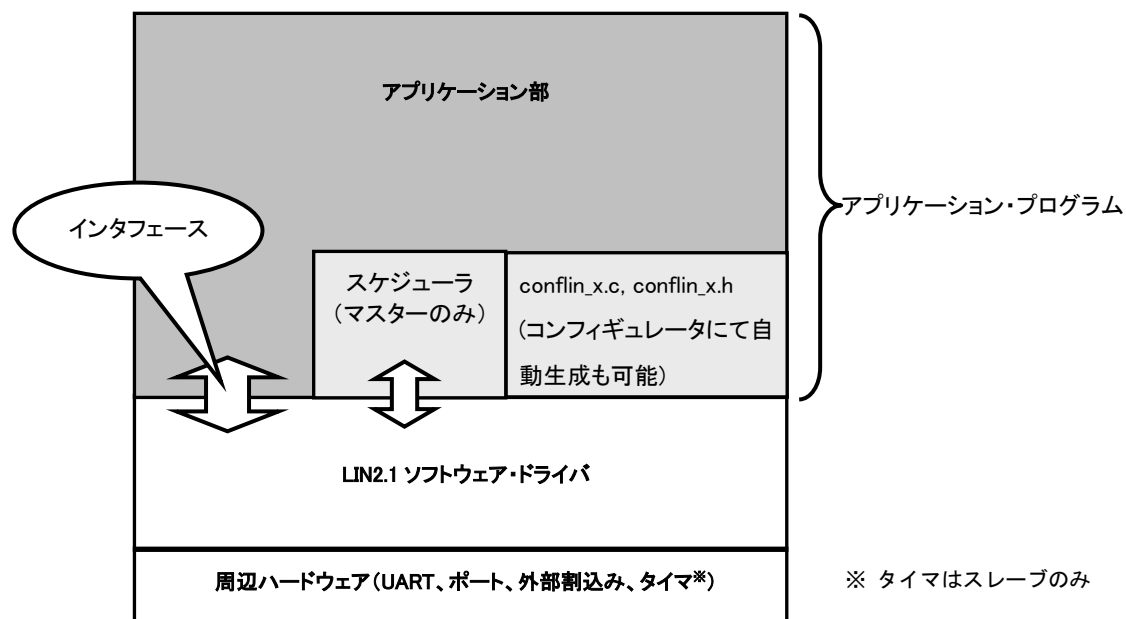 アプリケーション部
アプリケーション・プログラム
インタフェース
スケジューラ
(マスターのみ)
conflin_x.c, conflin_x.h
(コンフィギュレータにて自
動生成も可能)
LIN2.1 ソフトウェア・ドライバ
周辺ハードウェア(UART、ポート、外部割込み、タイマ※)
※ タイマはスレーブのみ